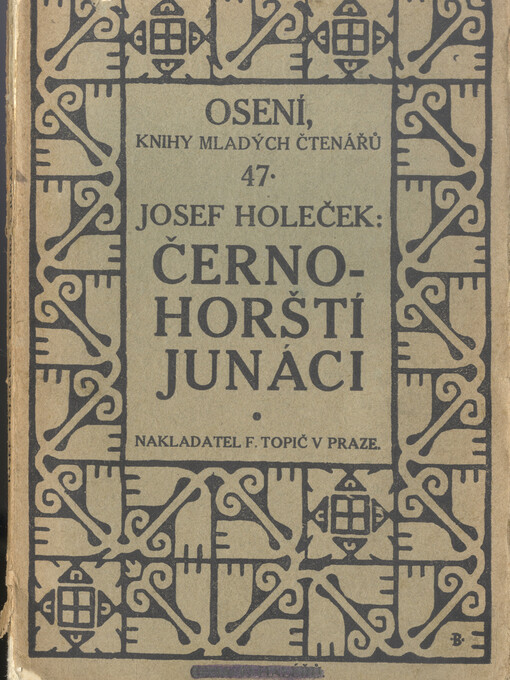 OSENÍ,
KNIHY MLADÝCH ČTENÁŘŮ
47.
JOSEF HOLEČEK:
ČERNO-
HORŠTÍ
JUNÁCI
NAKLADATEL F. TOPIČ V PRAZE.
B